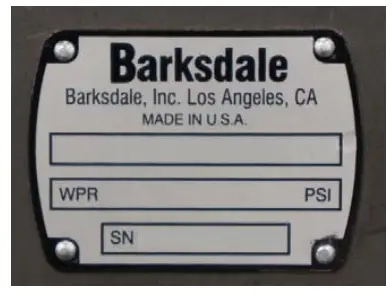 Barksdale
Barksdale, Inc. Los Angeles, CA
MADE IN U.S.A.
WPR PSI
SN